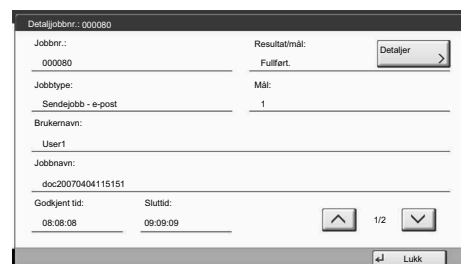 Detaljjobbnr.: 000080
Jobbnr.: Resultat/mål:
000080 Fullført. Detaljer
Jobbtype: Mål:
Sendejobb - e-post 1
Brukernavn:
User1
Jobbnavn:
doc20070404115151
Godkjent tid: Sluttid:
08:08:08 09:09:09 1/2
Lukk